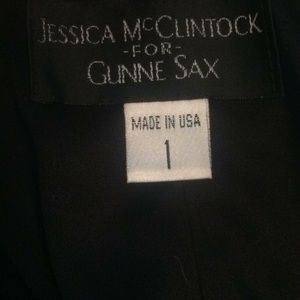 JESSICA MCCLINTOCK
-FOR-
GUNNE SAX
MADE IN USA
1